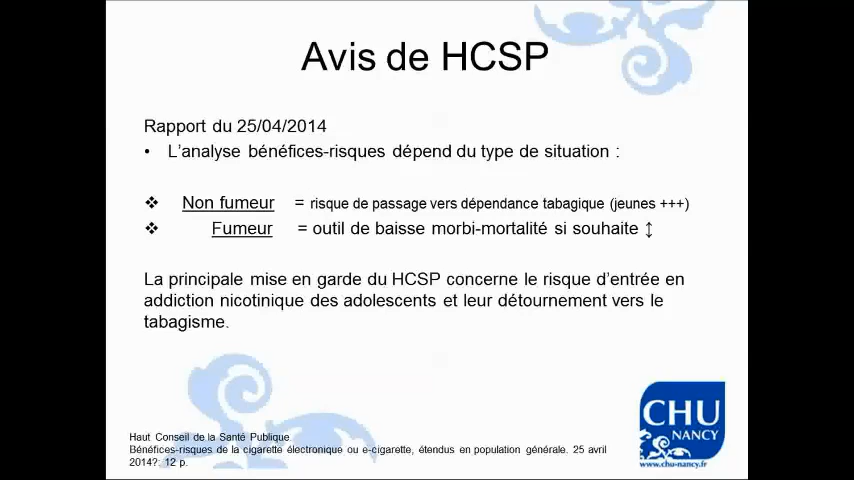 Avis de HCSP
Rapport du 25/04/2014
• L'analyse bénéfices-risques dépend du type de situation :
❖ Non fumeur = risque de passage vers dépendance tabagique (jeunes +++)
❖ Fumeur = outil de baisse morbi-mortalité si souhaite ↕
La principale mise en garde du HCSP concerne le risque d'entrée en
addiction nicotinique des adolescents et leur détournement vers le
tabagisme.
Haut Conseil de la Santé Publique
Bénéfices-risques de la cigarette électronique ou e-cigarette, étendus en population générale. 25 avril
2014?: 12 p.
CHU
NANCY
www.chu-nancy.fr